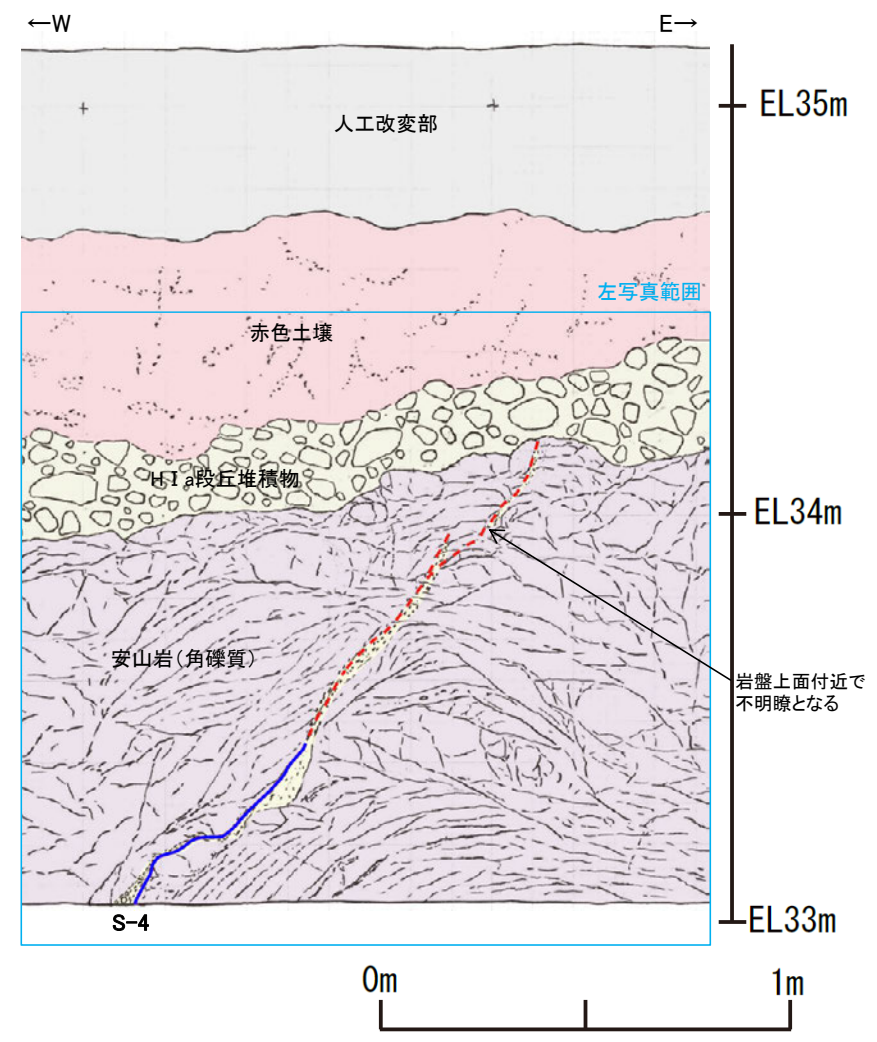 ←W
E→
EL35m
人工改変部
左写真範囲
赤色土壌
HⅠa段丘堆積物
EL34m
安山岩(角礫質)
岩盤上面付近で
不明瞭となる
S-4
EL33m
0m
1m